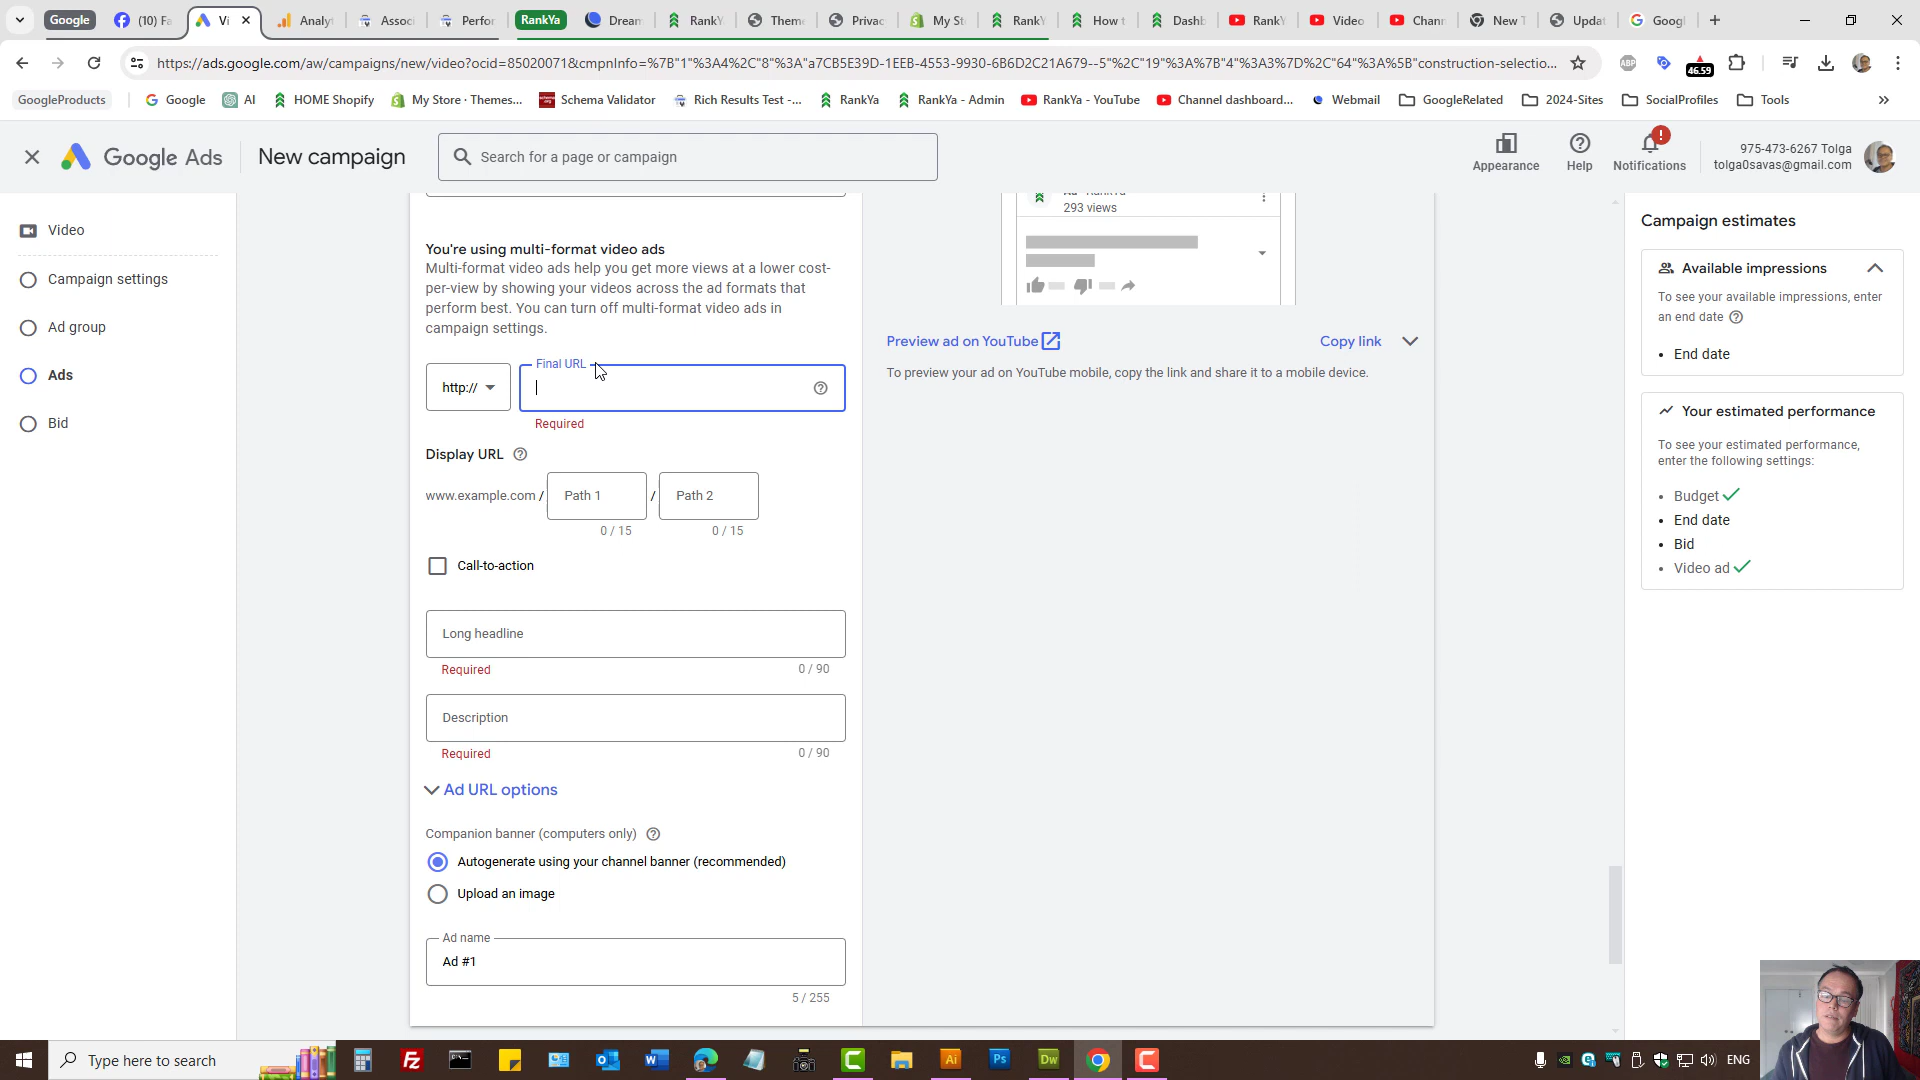 Google
(10) Fa
Vi
Analy
Associ
Perfor
RankYa
Dream
RankY
Theme
Privac
My St
RankY
How t
Dashb
RankY
Video
Chann
New T
Updat
Googl
https://ads.google.com/aw/campaigns/new/video?ocid=85020071&cmpnInfo=%7B"1"%3A4%2C"8"%3A"a7CB5E39D-1EEB-4553-9930-6B6D2C21A679--5"%2C"19"%3A%7B"4"%3A3%7D%2C"64"%3A%5B"construction-selectio...
ABP
46.59
GoogleProducts
Google
AI
HOME Shopify
My Store · Themes...
Schema Validator
Rich Results Test -...
RankYa
RankYa - Admin
RankYa - YouTube
Channel dashboard...
Webmail
GoogleRelated
2024-Sites
SocialProfiles
Tools
Google Ads
New campaign
Search for a page or campaign
Appearance
Help
Notifications
975-473-6267 Tolga
tolga0savas@gmail.com
Video
Campaign settings
Ad group
Ads
Bid
You're using multi-format video ads
Multi-format video ads help you get more views at a lower cost-
per-view by showing your videos across the ad formats that
perform best. You can turn off multi-format video ads in
campaign settings.
http://
Final URL
Required
Display URL
www.example.com /
Path 1
/
Path 2
0 / 15
0 / 15
Call-to-action
Long headline
Required
0 / 90
Description
Required
0 / 90
Ad URL options
Companion banner (computers only)
Autogenerate using your channel banner (recommended)
Upload an image
Ad name
Ad #1
5 / 255
293 views
Preview ad on YouTube
Copy link
To preview your ad on YouTube mobile, copy the link and share it to a mobile device.
Campaign estimates
Available impressions
To see your available impressions, enter
an end date
• End date
Your estimated performance
To see your estimated performance,
enter the following settings:
• Budget
• End date
• Bid
• Video ad
Type here to search
ENG